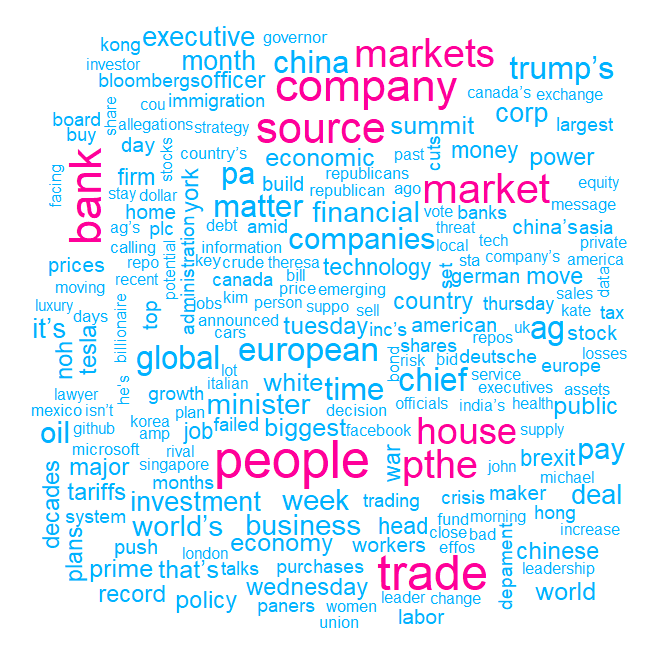 governor
kong executive
month china markets
investor
bloombergs officer trump's
company
canada's exchange
cou immigration
share
board allegations strategy source summit corp largest
buy stocks country's
day economic past cuts money power
facing bank firm pa republicans
stay dollar york build republican ago market equity
home matter financial vote banks message
debt amid threat china's asia
ag's plc administration information companies local tech private
calling
prices repo potential key crude theresa technology set company's america
recent canada bill german move data
moving luxury jobs kim price emerging country thursday sales
days billionaire top person suppo sell kate tax
it's noh tesla announced tuesday inc's american ag uk stock
cars shares repos
global european bond risk bid deutsche europe losses
he's lot
lawyer growth italian white time chief service executives assets
mexico isn't plan minister decision officials india's health public
korea
oil github amp job failed biggest facebook house supply
microsoft rival people war pthe john brexit pay
decades major singapore michael
tariffs months crisis maker deal
plans system investment week trading fund morning hong increase
world's business head close bad
push london economy workers effos depament chinese
prime that's talks purchases trade leadership
record policy wednesday leader change world
paners women labor
union